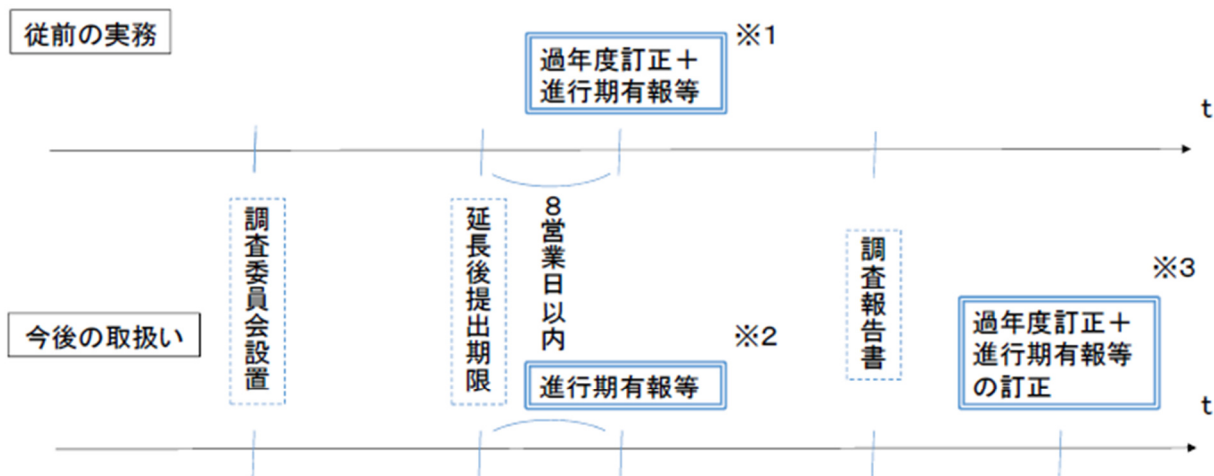 従前の実務
※1
過年度訂正＋
進行期有報等
t
調査委員会設置
延長後提出期限
8営業日以内
調査報告書
※3
今後の取扱い
※2
進行期有報等
過年度訂正＋
進行期有報等
の訂正
t